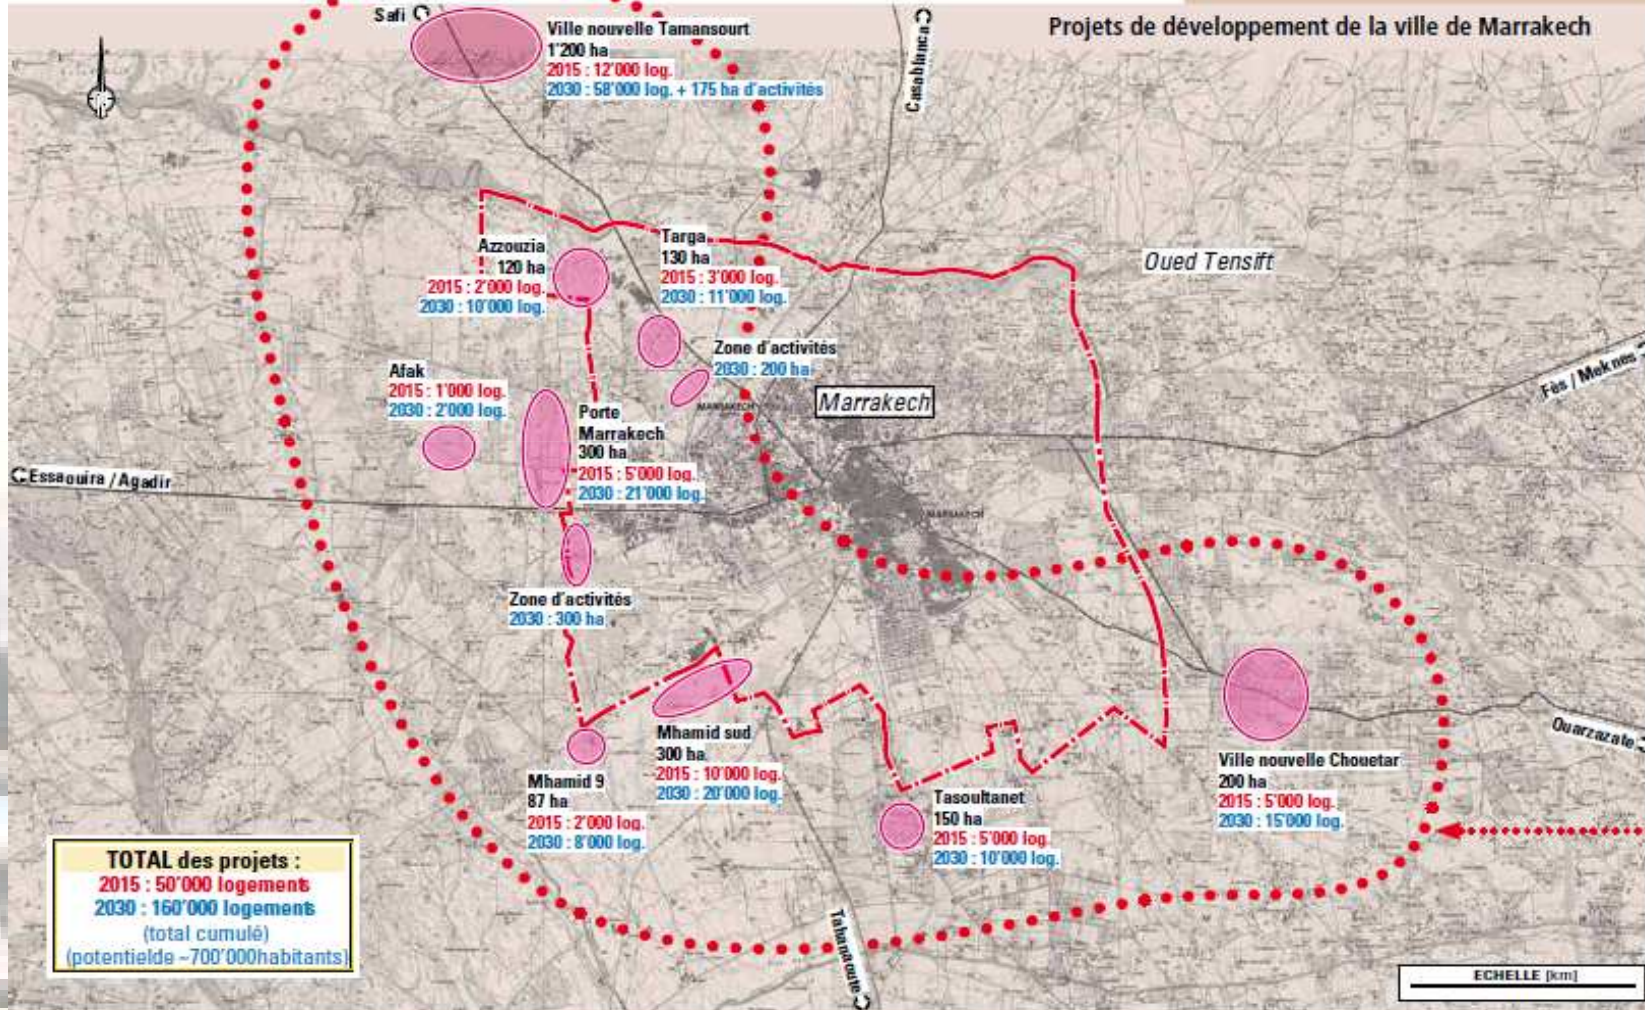 Projets de développement de la ville de Marrakech
Safi
Casablanca
Ville nouvelle Tamansourt
1'200 ha
2015 : 12'000 log.
2030 : 58'000 log. + 175 ha d'activités
Azzouzia
120 ha
2015 : 2'000 log.
2030 : 10'000 log.
Targa
130 ha
2015 : 3'000 log.
2030 : 11'000 log.
Oued Tensift
Zone d'activités
2030 : 200 ha
Fès / Meknès
Afak
2015 : 1'000 log.
2030 : 2'000 log.
MARRAKECH
Marrakech
Porte
Marrakech
300 ha
2015 : 5'000 log.
2030 : 21'000 log.
Essaouira / Agadir
MARRAKECH
Zone d'activités
2030 : 300 ha
Mhamid sud
300 ha
2015 : 10'000 log.
2030 : 20'000 log.
Ouarzazate
Ville nouvelle Chouetar
200 ha
2015 : 5'000 log.
2030 : 15'000 log.
Mhamid 9
87 ha
2015 : 2'000 log.
2030 : 8'000 log.
Tasoultanet
150 ha
2015 : 5'000 log.
2030 : 10'000 log.
TOTAL des projets :
2015 : 50'000 logements
2030 : 160'000 logements
(total cumulé)
(potentielde ~700'000habitants)
Tahanaoute
ECHELLE [km]